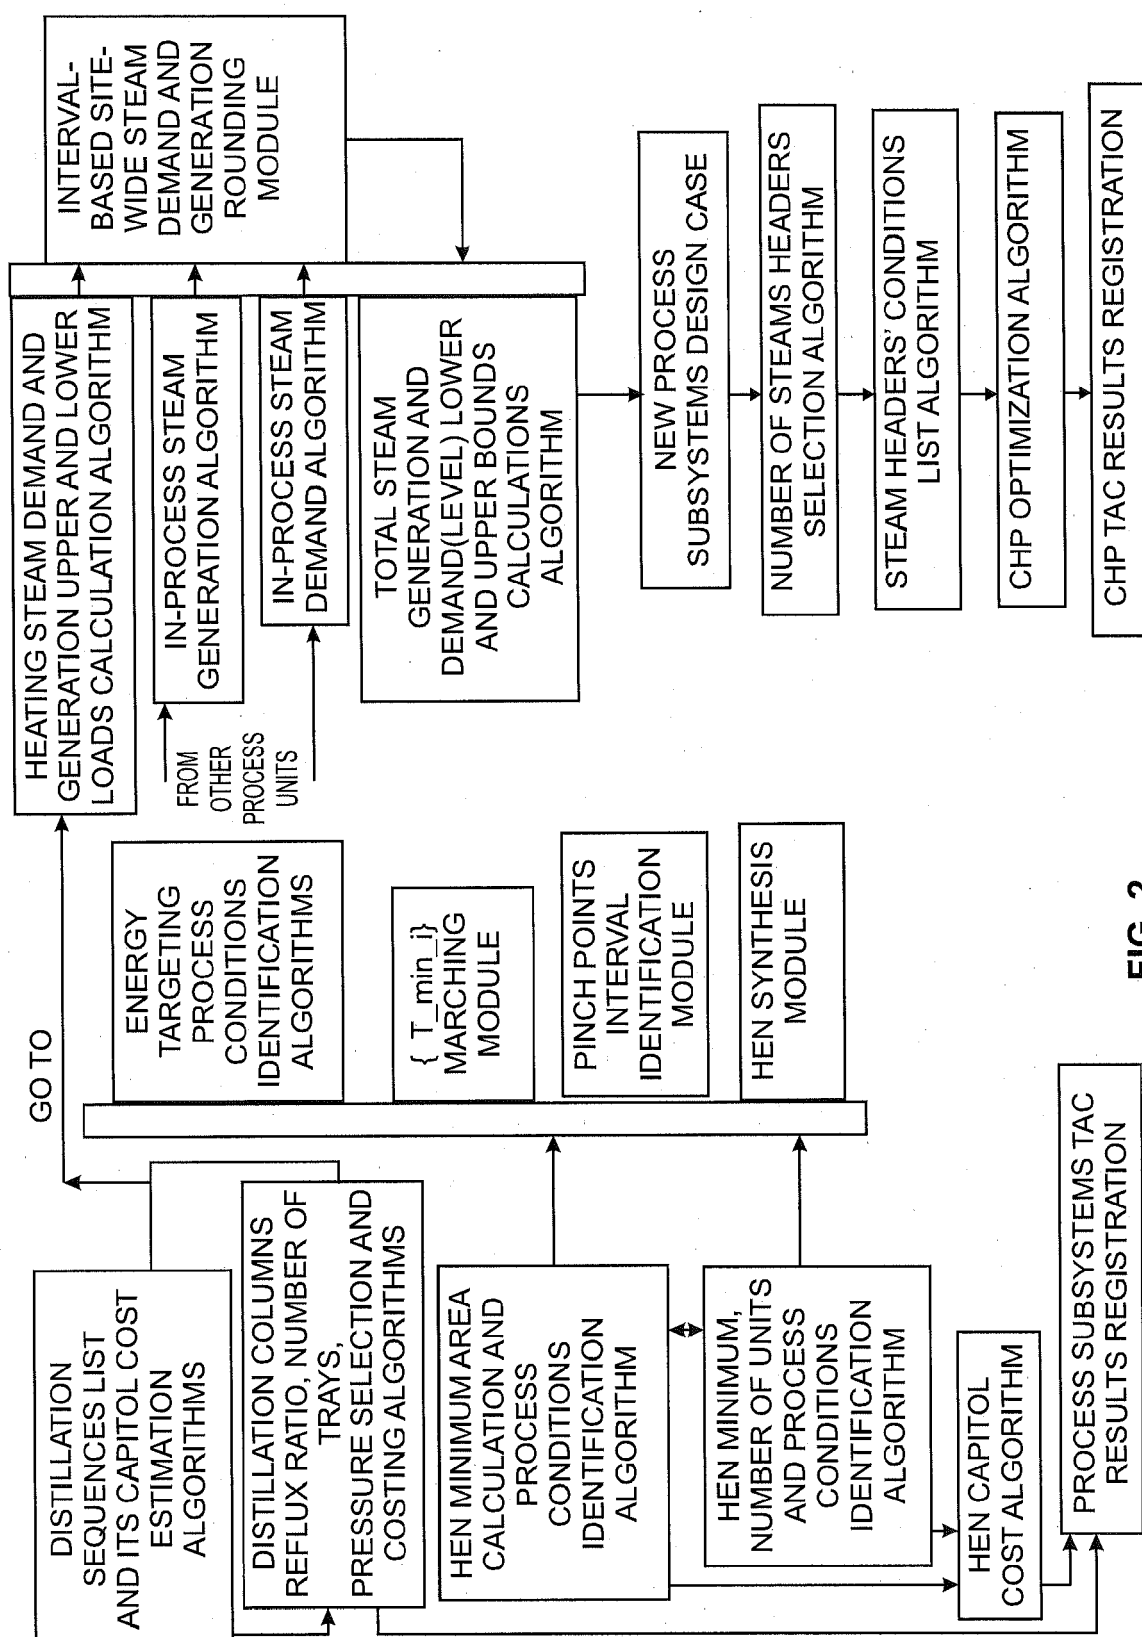 DISTILLATION
SEQUENCES LIST
AND ITS CAPITOL COST
ESTIMATION
ALGORITHMS
DISTILLATION COLUMNS
REFLUX RATIO, NUMBER OF
TRAYS,
PRESSURE SELECTION AND
COSTING ALGORITHMS
HEN MINIMUM AREA
CALCULATION AND
PROCESS
CONDITIONS
IDENTIFICATION
ALGORITHM
HEN MINIMUM,
NUMBER OF UNITS
AND PROCESS
CONDITIONS
IDENTIFICATION
ALGORITHM
HEN CAPITOL
COST ALGORITHM
PROCESS SUBSYSTEMS TAC
RESULTS REGISTRATION
GO TO
ENERGY
TARGETING
PROCESS
CONDITIONS
IDENTIFICATION
ALGORITHMS
{ T_min_i}
MARCHING
MODULE
PINCH POINTS
INTERVAL
IDENTIFICATION
MODULE
HEN SYNTHESIS
MODULE
HEATING STEAM DEMAND AND
GENERATION UPPER AND LOWER
LOADS CALCULATION ALGORITHM
IN-PROCESS STEAM
GENERATION ALGORITHM
FROM
OTHER
PROCESS
UNITS
IN-PROCESS STEAM
DEMAND ALGORITHM
TOTAL STEAM
GENERATION AND
DEMAND(LEVEL) LOWER
AND UPPER BOUNDS
CALCULATIONS
ALGORITHM
INTERVAL-
BASED SITE-
WIDE STEAM
DEMAND AND
GENERATION
ROUNDING
MODULE
NEW PROCESS
SUBSYSTEMS DESIGN CASE
NUMBER OF STEAMS HEADERS
SELECTION ALGORITHM
STEAM HEADERS' CONDITIONS
LIST ALGORITHM
CHP OPTIMIZATION ALGORITHM
CHP TAC RESULTS REGISTRATION
FIG. 2